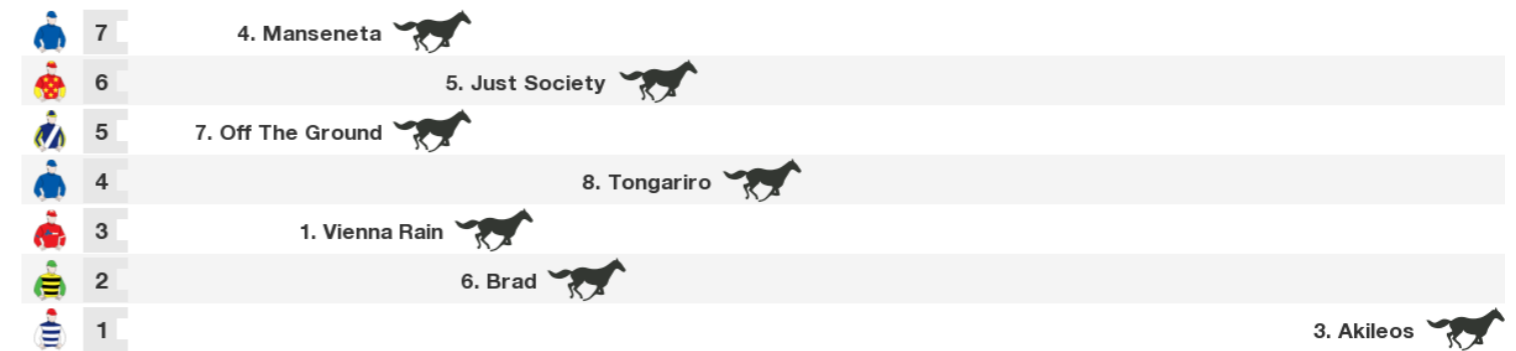 7 4. Manseneta
6 5. Just Society
5 7. Off The Ground
4 8. Tongariro
3 1. Vienna Rain
2 6. Brad
1 3. Akileos